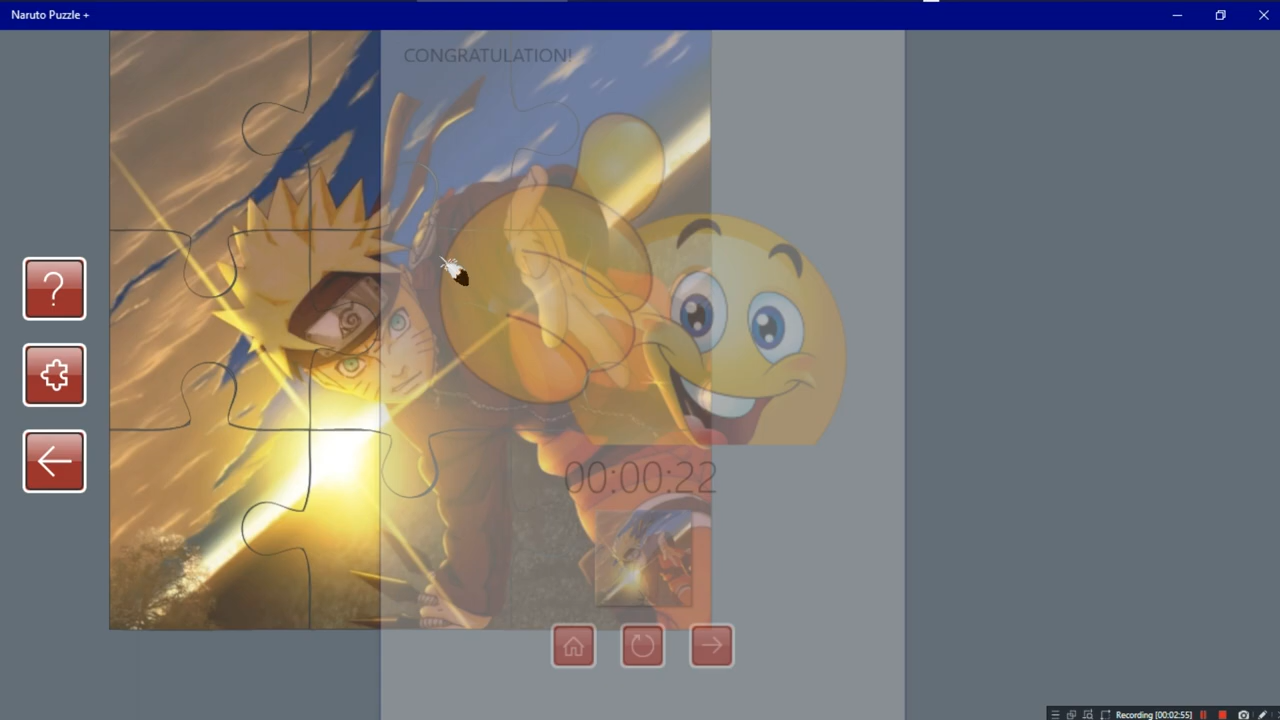 Naruto Puzzle +
CONGRATULATION!
?
00:00:22
Recording [00:02:55]